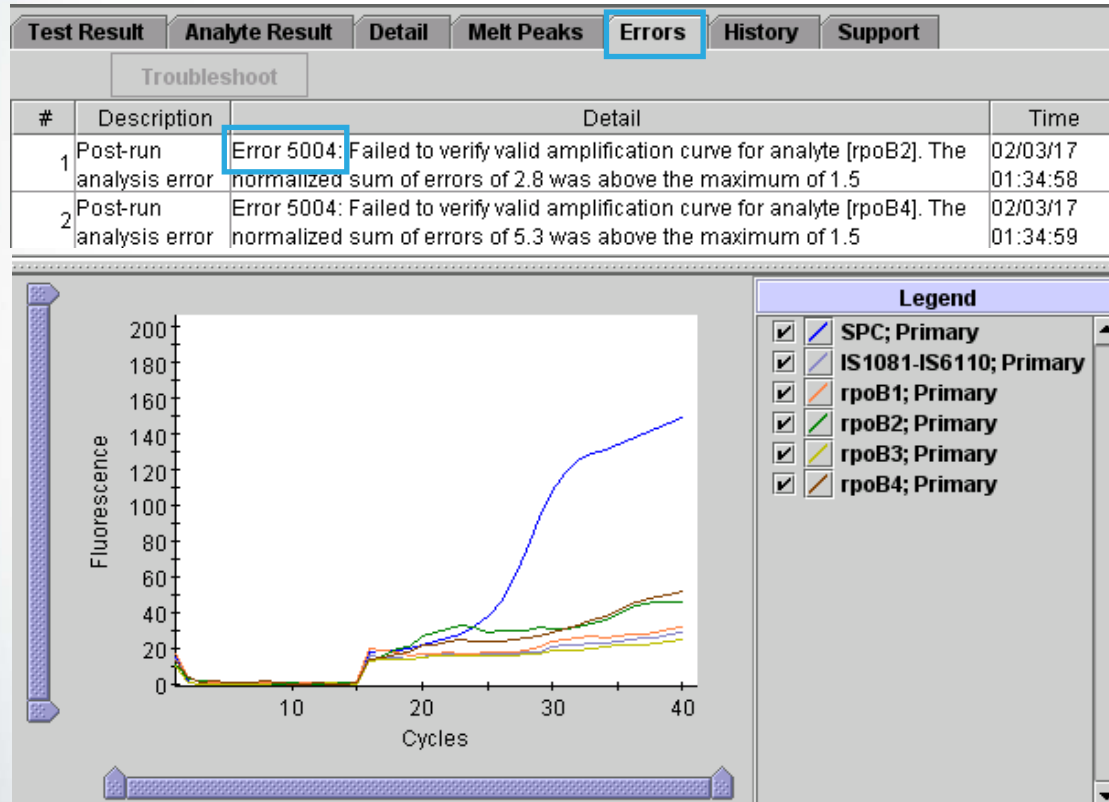 Test Result Analyte Result Detail Melt Peaks Errors History Support
Troubleshoot
# Description Detail Time
1 Post-run Error 5004: Failed to verify valid amplification curve for analyte [rpoB2]. The 02/03/17
analysis error normalized sum of errors of 2.8 was above the maximum of 1.5 01:34:58
2 Post-run Error 5004: Failed to verify valid amplification curve for analyte [rpoB4]. The 02/03/17
analysis error normalized sum of errors of 5.3 was above the maximum of 1.5 01:34:59
200
180
160
140
120
100
80
60
40
20
0
Fluorescence
10 20 30 40
Cycles
Legend
SPC; Primary
IS1081-IS6110; Primary
rpoB1; Primary
rpoB2; Primary
rpoB3; Primary
rpoB4; Primary